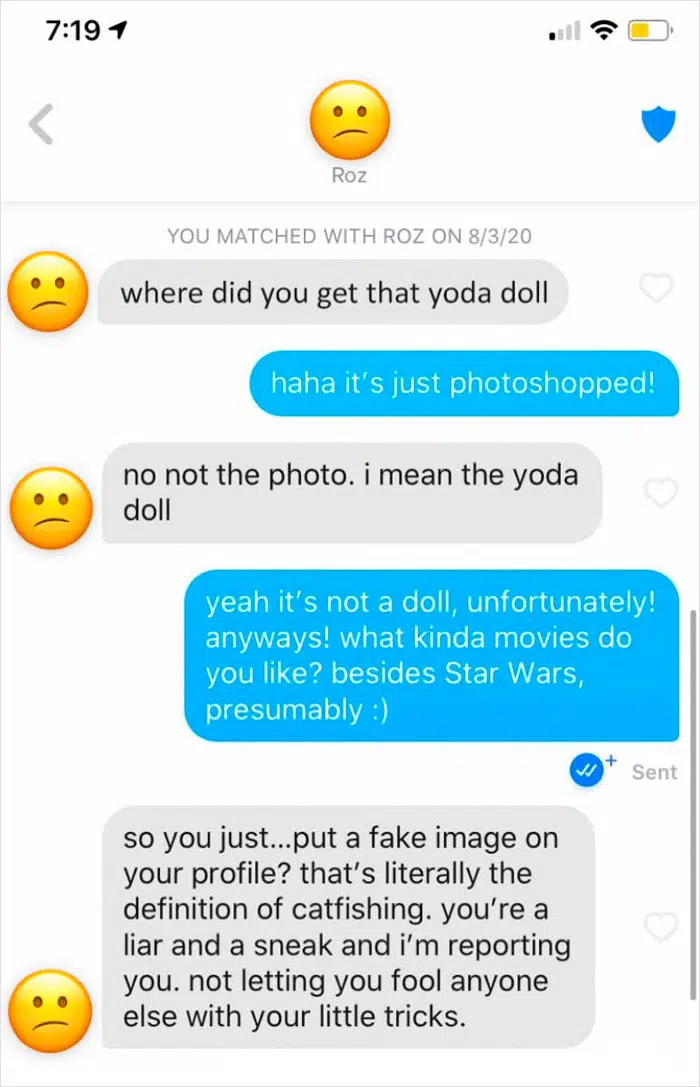 7:19
Roz
YOU MATCHED WITH ROZ ON 8/3/20
where did you get that yoda doll
haha it's just photoshopped!
no not the photo. i mean the yoda
doll
yeah it's not a doll, unfortunately!
anyways! what kinda movies do
you like? besides Star Wars,
presumably :)
Sent
so you just...put a fake image on
your profile? that's literally the
definition of catfishing. you're a
liar and a sneak and i'm reporting
you. not letting you fool anyone
else with your little tricks.